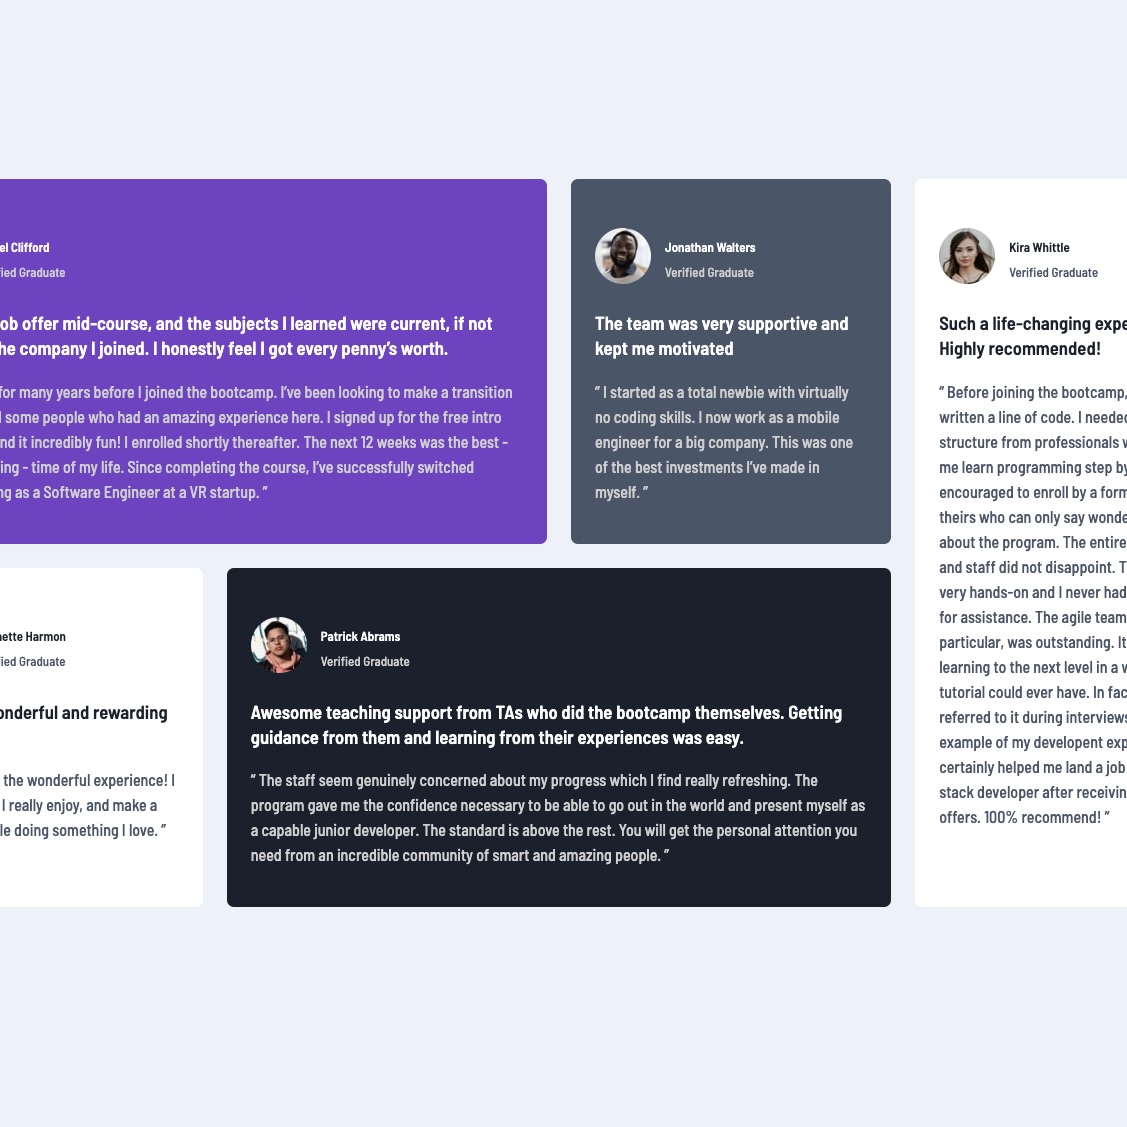 el Clifford
ied Graduate
ob offer mid-course, and the subjects I learned were current, if not
he company I joined. I honestly feel I got every penny’s worth.
for many years before I joined the bootcamp. I’ve been looking to make a transition
some people who had an amazing experience here. I signed up for the free intro
nd it incredibly fun! I enrolled shortly thereafter. The next 12 weeks was the best -
ing - time of my life. Since completing the course, I’ve successfully switched
ng as a Software Engineer at a VR startup. ”
Jonathan Walters
Verified Graduate
The team was very supportive and
kept me motivated
“ I started as a total newbie with virtually
no coding skills. I now work as a mobile
engineer for a big company. This was one
of the best investments I’ve made in
myself. ”
Kira Whittle
Verified Graduate
Such a life-changing expe
Highly recommended!
“ Before joining the bootcamp,
written a line of code. I needed
structure from professionals w
me learn programming step by
encouraged to enroll by a form
theirs who can only say wonde
about the program. The entire
and staff did not disappoint. T
very hands-on and I never had
for assistance. The agile team
particular, was outstanding. It
learning to the next level in a w
tutorial could ever have. In fac
referred to it during interviews
example of my developent exp
certainly helped me land a job
stack developer after receivin
offers. 100% recommend! ”
ette Harmon
ied Graduate
onderful and rewarding
the wonderful experience! I
I really enjoy, and make a
le doing something I love. ”
Patrick Abrams
Verified Graduate
Awesome teaching support from TAs who did the bootcamp themselves. Getting
guidance from them and learning from their experiences was easy.
“ The staff seem genuinely concerned about my progress which I find really refreshing. The
program gave me the confidence necessary to be able to go out in the world and present myself as
a capable junior developer. The standard is above the rest. You will get the personal attention you
need from an incredible community of smart and amazing people. ”